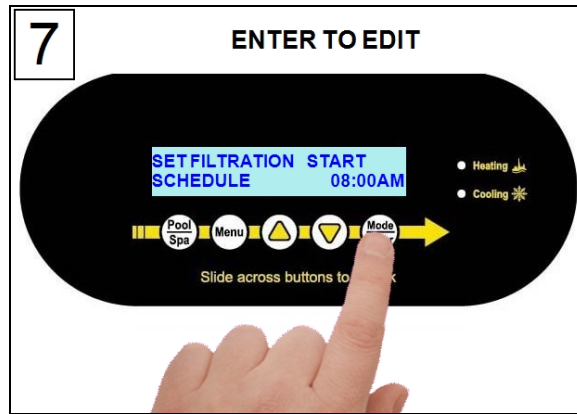 7
ENTER TO EDIT
SET FILTRATION START
SCHEDULE 08:00AM
Heating
Cooling
Pool
Spa
Menu
Mode
Slide across buttons to